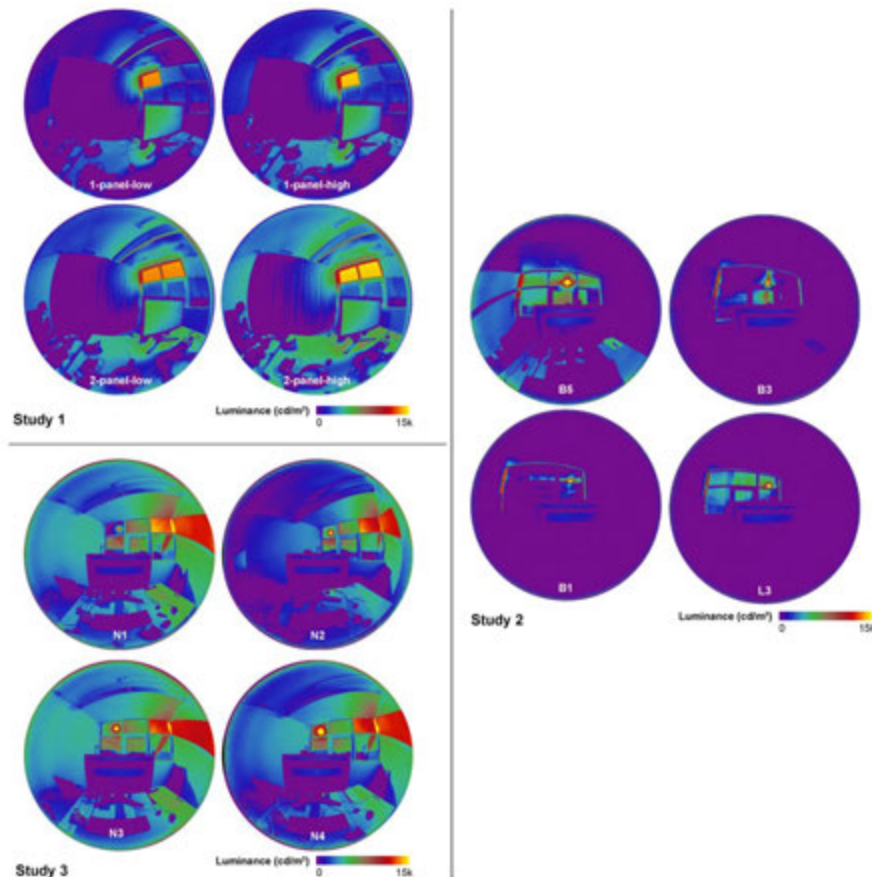 1-panel-low
1-panel-high
2-panel-low
2-panel-high
Study 1
Luminance (cd/m²)
0
15k
N1
N2
N3
N4
Study 3
Luminance (cd/m²)
0
15k
B5
B3
B1
L3
Study 2
Luminance (cd/m²)
0
15k